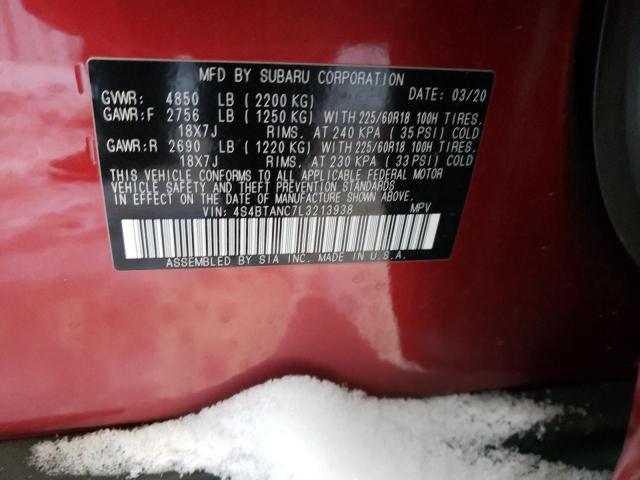 MFD BY SUBARU CORPORATION
GVWR: 4850 LB (2200 KG) DATE: 03/20
GAWR:F 2756 LB (1250 KG) WITH 225/60R18 100H TIRES.
18X7J RIMS. AT 240 KPA (35 PSI) COLD
GAWR:R 2690 LB (1220 KG) WITH 225/60R18 100H TIRES.
18X7J RIMS. AT 230 KPA (33 PSI) COLD
THIS VEHICLE CONFORMS TO ALL APPLICABLE FEDERAL MOTOR
VEHICLE SAFETY AND THEFT PREVENTION STANDARDS
IN EFFECT ON THE DATE OF MANUFACTURE SHOWN ABOVE.
VIN: 4S4BTANC7L3213938 MPV
ASSEMBLED BY SIA INC. MADE IN U.S.A.